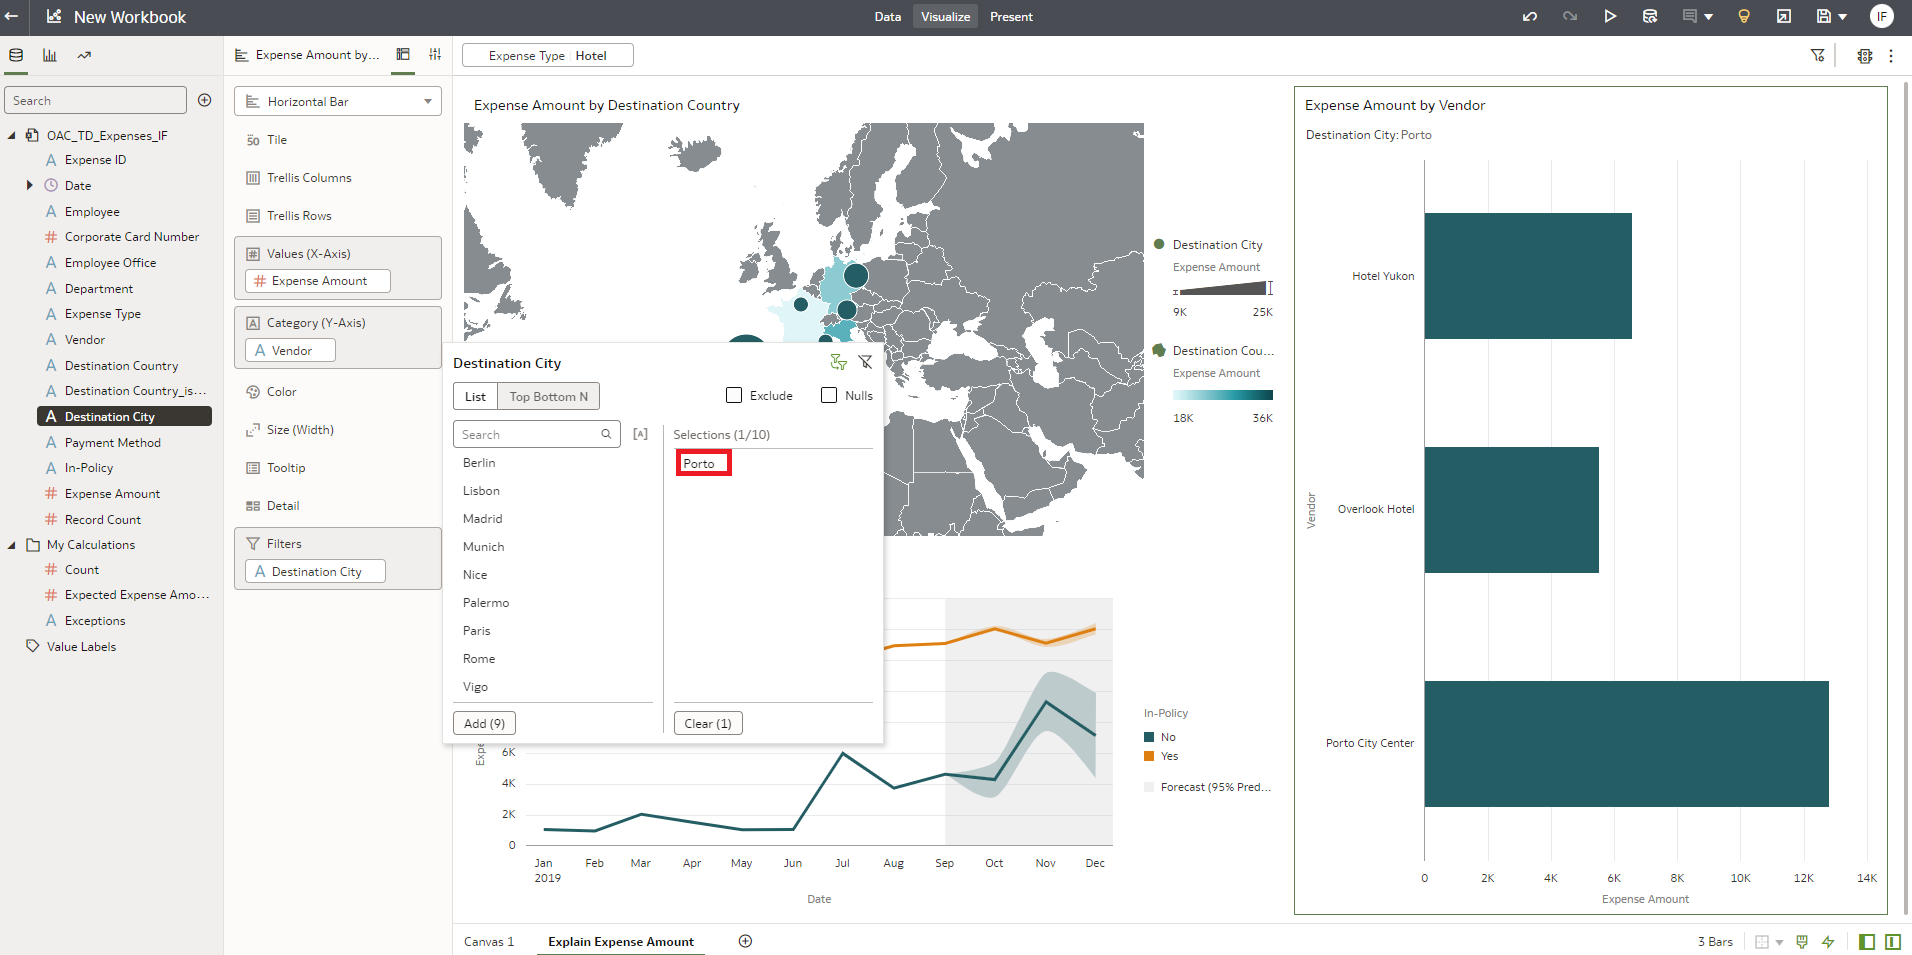 New Workbook
Data
Visualize
Present
IF
Search
OAC_TD_Expenses_IF
Expense ID
Date
Employee
Corporate Card Number
Employee Office
Department
Expense Type
Vendor
Destination Country
Destination Country_is...
Destination City
Payment Method
In-Policy
Expense Amount
Record Count
My Calculations
Count
Expected Expense Amo...
Exceptions
Value Labels
Expense Amount by...
Horizontal Bar
50 Tile
Trellis Columns
Trellis Rows
Values (X-Axis)
Expense Amount
Category (Y-Axis)
A Vendor
Color
Size (Width)
Tooltip
Detail
Filters
A Destination City
Expense Type Hotel
Expense Amount by Destination Country
Destination City
Expense Amount
9K 25K
Destination Cou...
Expense Amount
18K 36K
Destination City
List
Top Bottom N
Exclude
Nulls
Search
[A]
Selections (1/10)
Berlin
Lisbon
Madrid
Munich
Nice
Palermo
Paris
Rome
Vigo
Porto
Add (9)
Clear (1)
Expe
6K
4K
2K
0
Jan Feb Mar Apr May Jun Jul Aug Sep Oct Nov Dec
2019
Date
In-Policy
No
Yes
Forecast (95% Pred...
Expense Amount by Vendor
Destination City: Porto
Vendor
Hotel Yukon
Overlook Hotel
Porto City Center
0 2K 4K 6K 8K 10K 12K 14K
Expense Amount
Canvas 1
Explain Expense Amount
3 Bars